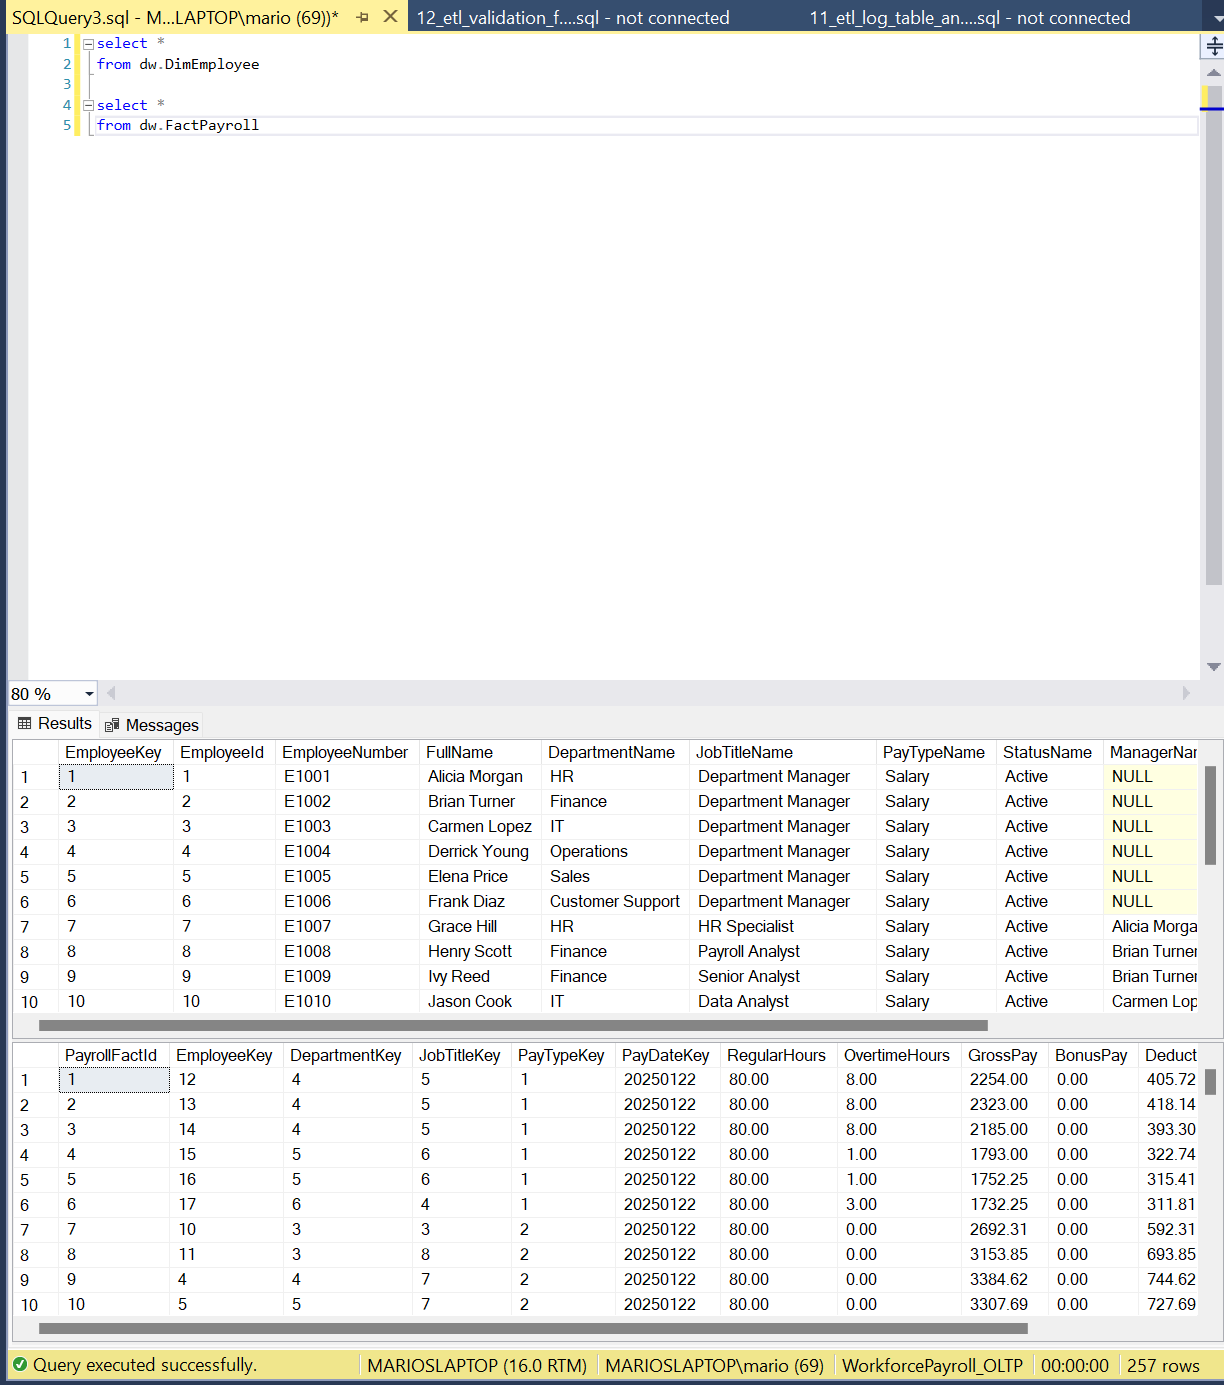 SQLQuery3.sql - M...LAPTOP\mario (69))* 12_etl_validation_f....sql - not connected 11_etl_log_table_an....sql - not connected
1 select *
2 from dw.DimEmployee
3
4 select *
5 from dw.FactPayroll
80 %
Results Messages
EmployeeKey EmployeeId EmployeeNumber FullName DepartmentName JobTitleName PayTypeName StatusName ManagerNar
1 1 1 E1001 Alicia Morgan HR Department Manager Salary Active NULL
2 2 2 E1002 Brian Turner Finance Department Manager Salary Active NULL
3 3 3 E1003 Carmen Lopez IT Department Manager Salary Active NULL
4 4 4 E1004 Derrick Young Operations Department Manager Salary Active NULL
5 5 5 E1005 Elena Price Sales Department Manager Salary Active NULL
6 6 6 E1006 Frank Diaz Customer Support Department Manager Salary Active NULL
7 7 7 E1007 Grace Hill HR HR Specialist Salary Active Alicia Morga
8 8 8 E1008 Henry Scott Finance Payroll Analyst Salary Active Brian Turner
9 9 9 E1009 Ivy Reed Finance Senior Analyst Salary Active Brian Turner
10 10 10 E1010 Jason Cook IT Data Analyst Salary Active Carmen Lop
PayrollFactId EmployeeKey DepartmentKey JobTitleKey PayTypeKey PayDateKey RegularHours OvertimeHours GrossPay BonusPay Deduct
1 1 12 4 5 1 20250122 80.00 8.00 2254.00 0.00 405.72
2 2 13 4 5 1 20250122 80.00 8.00 2323.00 0.00 418.14
3 3 14 4 5 1 20250122 80.00 8.00 2185.00 0.00 393.30
4 4 15 5 6 1 20250122 80.00 1.00 1793.00 0.00 322.74
5 5 16 5 6 1 20250122 80.00 1.00 1752.25 0.00 315.41
6 6 17 6 4 1 20250122 80.00 3.00 1732.25 0.00 311.81
7 7 10 3 3 2 20250122 80.00 0.00 2692.31 0.00 592.31
8 8 11 3 8 2 20250122 80.00 0.00 3153.85 0.00 693.85
9 9 4 4 7 2 20250122 80.00 0.00 3384.62 0.00 744.62
10 10 5 5 7 2 20250122 80.00 0.00 3307.69 0.00 727.69
Query executed successfully. MARIOSLAPTOP (16.0 RTM) MARIOSLAPTOP\mario (69) WorkforcePayroll_OLTP 00:00:00 257 rows